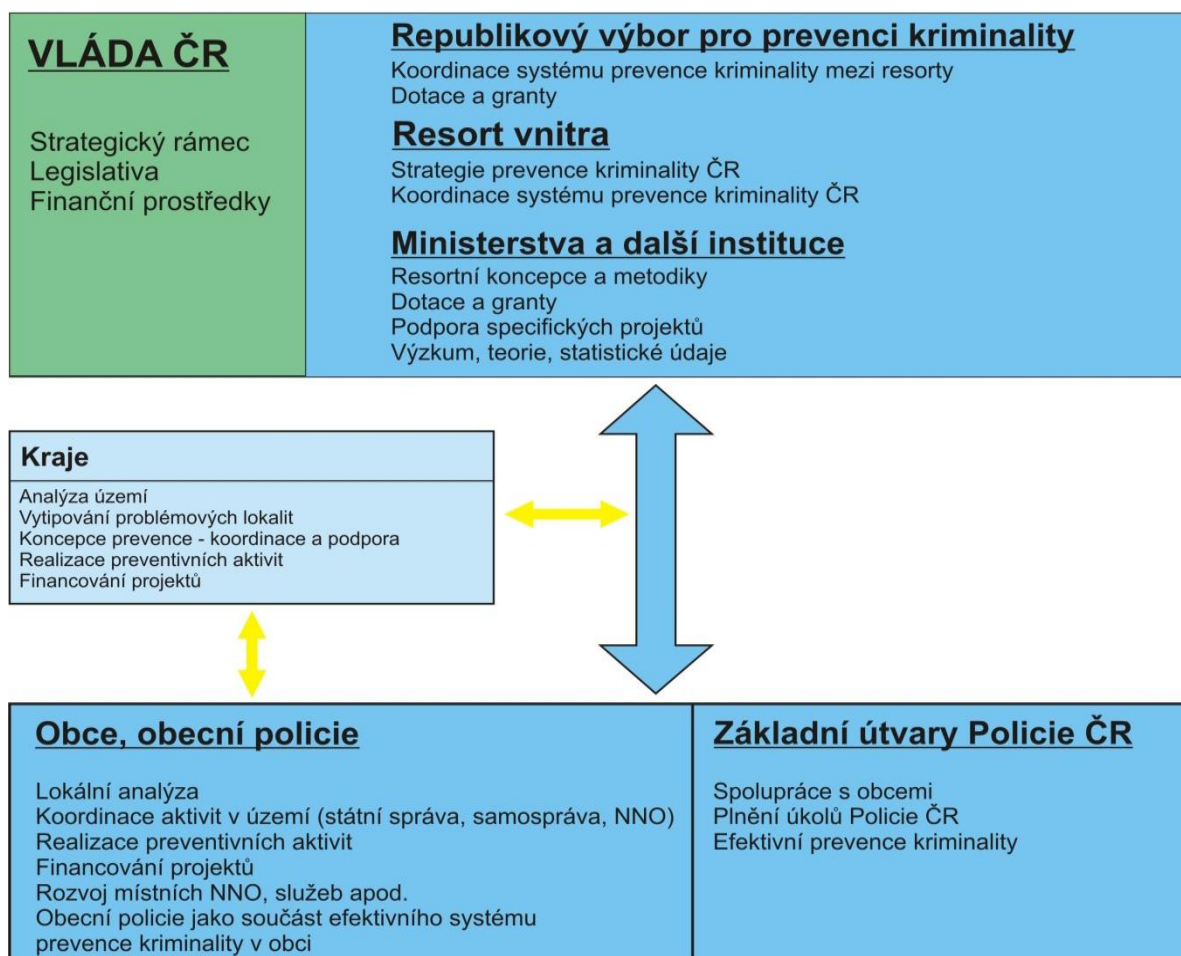 VLÁDA ČR
Strategický rámec
Legislativa
Finanční prostředky
Republikový výbor pro prevenci kriminality
Koordinace systému prevence kriminality mezi resorty
Dotace a granty
Resort vnitra
Strategie prevence kriminality ČR
Koordinace systému prevence kriminality ČR
Ministerstva a další instituce
Resortní koncepce a metodiky
Dotace a granty
Podpora specifických projektů
Výzkum, teorie, statistické údaje
Kraje
Analýza území
Vytipování problémových lokalit
Koncepce prevence - koordinace a podpora
Realizace preventivních aktivit
Financování projektů
Obce, obecní policie
Lokální analýza
Koordinace aktivit v území (státní správa, samospráva, NNO)
Realizace preventivních aktivit
Financování projektů
Rozvoj místních NNO, služeb apod.
Obecní policie jako součást efektivního systému
prevence kriminality v obci
Základní útvary Policie ČR
Spolupráce s obcemi
Plnění úkolů Policie ČR
Efektivní prevence kriminality